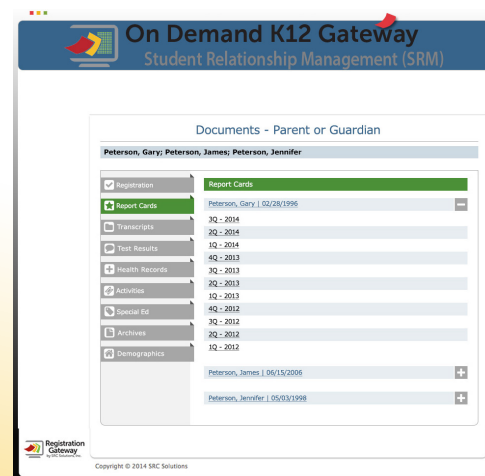 On Demand K12 Gateway
Student Relationship Management (SRM)
Documents - Parent or Guardian
Peterson, Gary; Peterson, James; Peterson, Jennifer
Registration
Report Cards
Transcripts
Test Results
Health Records
Activities
Special Ed
Archives
Demographics
Report Cards
Peterson, Gary | 02/28/1996
3Q - 2014
2Q - 2014
1Q - 2014
4Q - 2013
3Q - 2013
2Q - 2013
1Q - 2013
4Q - 2012
3Q - 2012
2Q - 2012
1Q - 2012
Peterson, James | 06/15/2006
Peterson, Jennifer | 05/03/1998
Registration
Gateway
by SRC Solutions, Inc.
Copyright © 2014 SRC Solutions